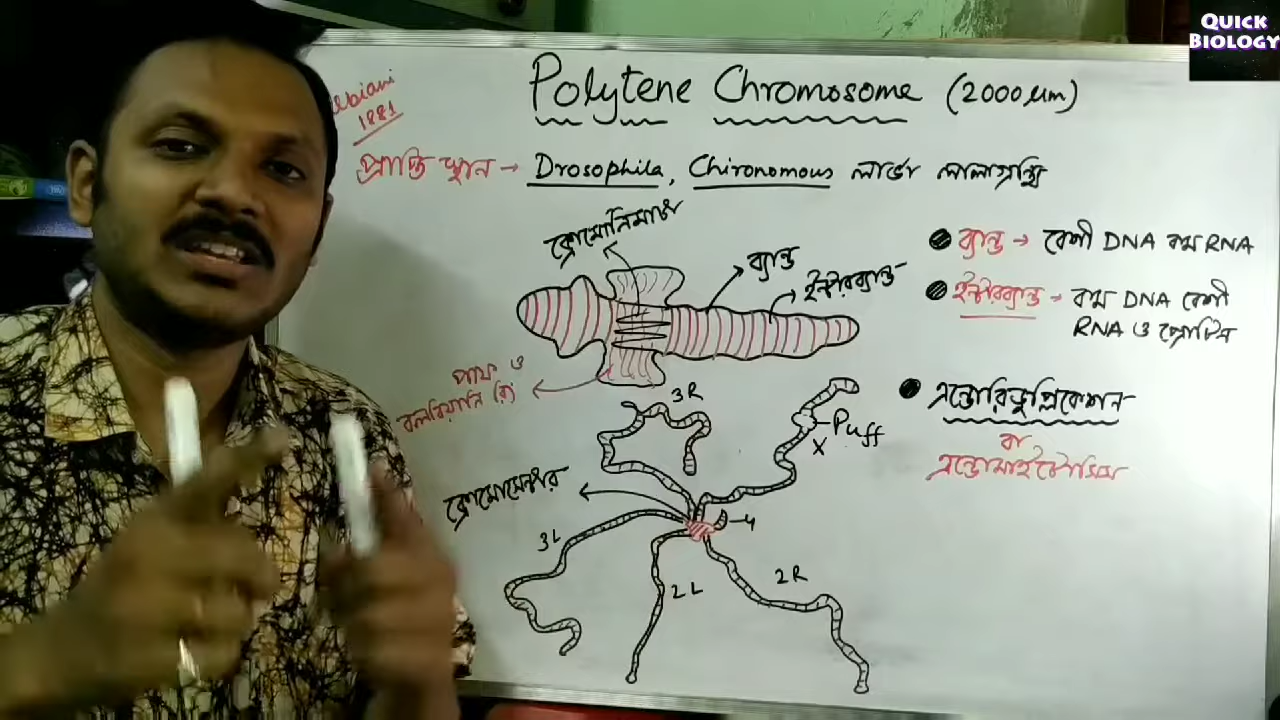 QUICK
BIOLOGY
Polytene Chromosome (2000 µm)
1881
প্রাপ্তি স্থান → Drosophila, Chironomous লার্ভা লালাগ্রন্থি
ক্রোমোনিমাটা
ব্যান্ড
ইন্টারব্যান্ড
পাফ ও
বলবিয়ানি রিং
ব্যান্ড → বেশী DNA কম RNA
ইন্টারব্যান্ড → কম DNA বেশী
RNA ও প্রোটিন
এন্ডোরিডুপ্লিকেশন
বা
এন্ডোমাইটোসিস
3R
Puff
X
ক্রোমোসেন্টার
4
3L
2L
2R